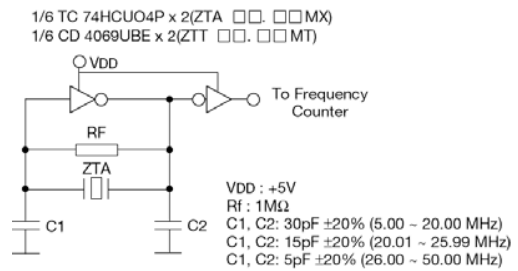 1/6 TC 74HCUO4P x 2(ZTA □□. □□MX)
1/6 CD 4069UBE x 2(ZTT □□. □□MT)
VDD
To Frequency
Counter
RF
ZTA
C1
C2
VDD : +5V
Rf : 1MΩ
C1, C2: 30pF ±20% (5.00 ~ 20.00 MHz)
C1, C2: 15pF ±20% (20.01 ~ 25.99 MHz)
C1, C2: 5pF ±20% (26.00 ~ 50.00 MHz)